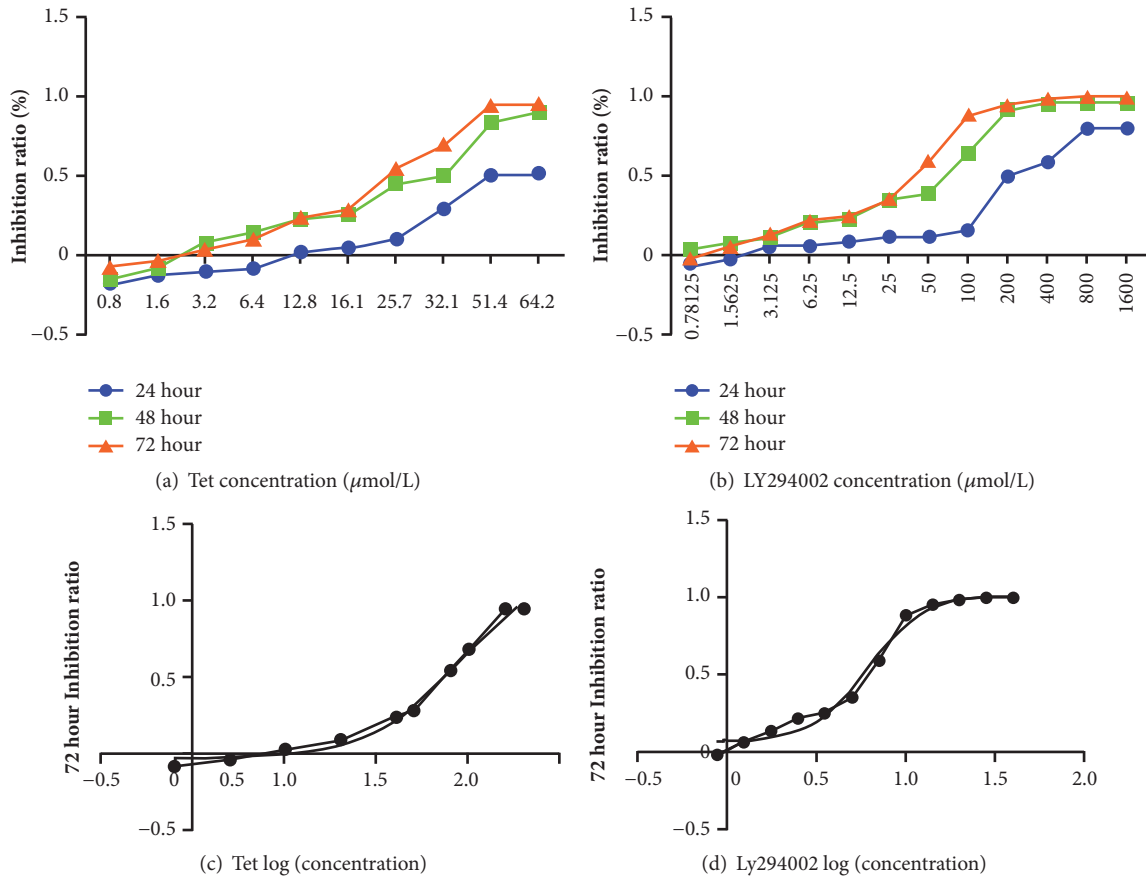 1.5
1.0
0.5
0
−0.5
Inhibition ratio (%)
0.8 1.6 3.2 6.4 12.8 16.1 25.7 32.1 51.4 64.2
24 hour
48 hour
72 hour
(a) Tet concentration (μmol/L)
1.5
1.0
0.5
0
−0.5
Inhibition ratio (%)
0.78125 1.5625 3.125 6.25 12.5 25 50 100 200 400 800 1600
24 hour
48 hour
72 hour
(b) LY294002 concentration (μmol/L)
1.5
1.0
0.5
−0.5
72 hour Inhibition ratio
−0.5 0 0.5 1.0 1.5 2.0
(c) Tet log (concentration)
1.5
1.0
0.5
0
−0.5
72 hour Inhibition ratio
−0.5 0 0.5 1.0 1.5 2.0
(d) Ly294002 log (concentration)